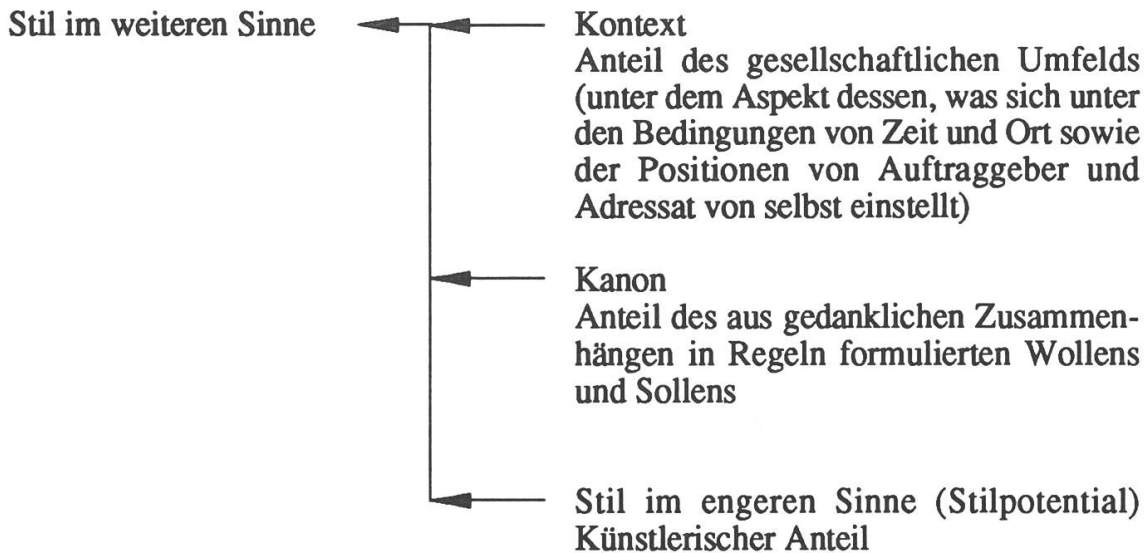 Stil im weiteren Sinne
Kontext
Anteil des gesellschaftlichen Umfelds
(unter dem Aspekt dessen, was sich unter
den Bedingungen von Zeit und Ort sowie
der Positionen von Auftraggeber und
Adressat von selbst einstellt)
Kanon
Anteil des aus gedanklichen Zusammen-
hängen in Regeln formulierten Wollens
und Sollens
Stil im engeren Sinne (Stilpotential)
Künstlerischer Anteil